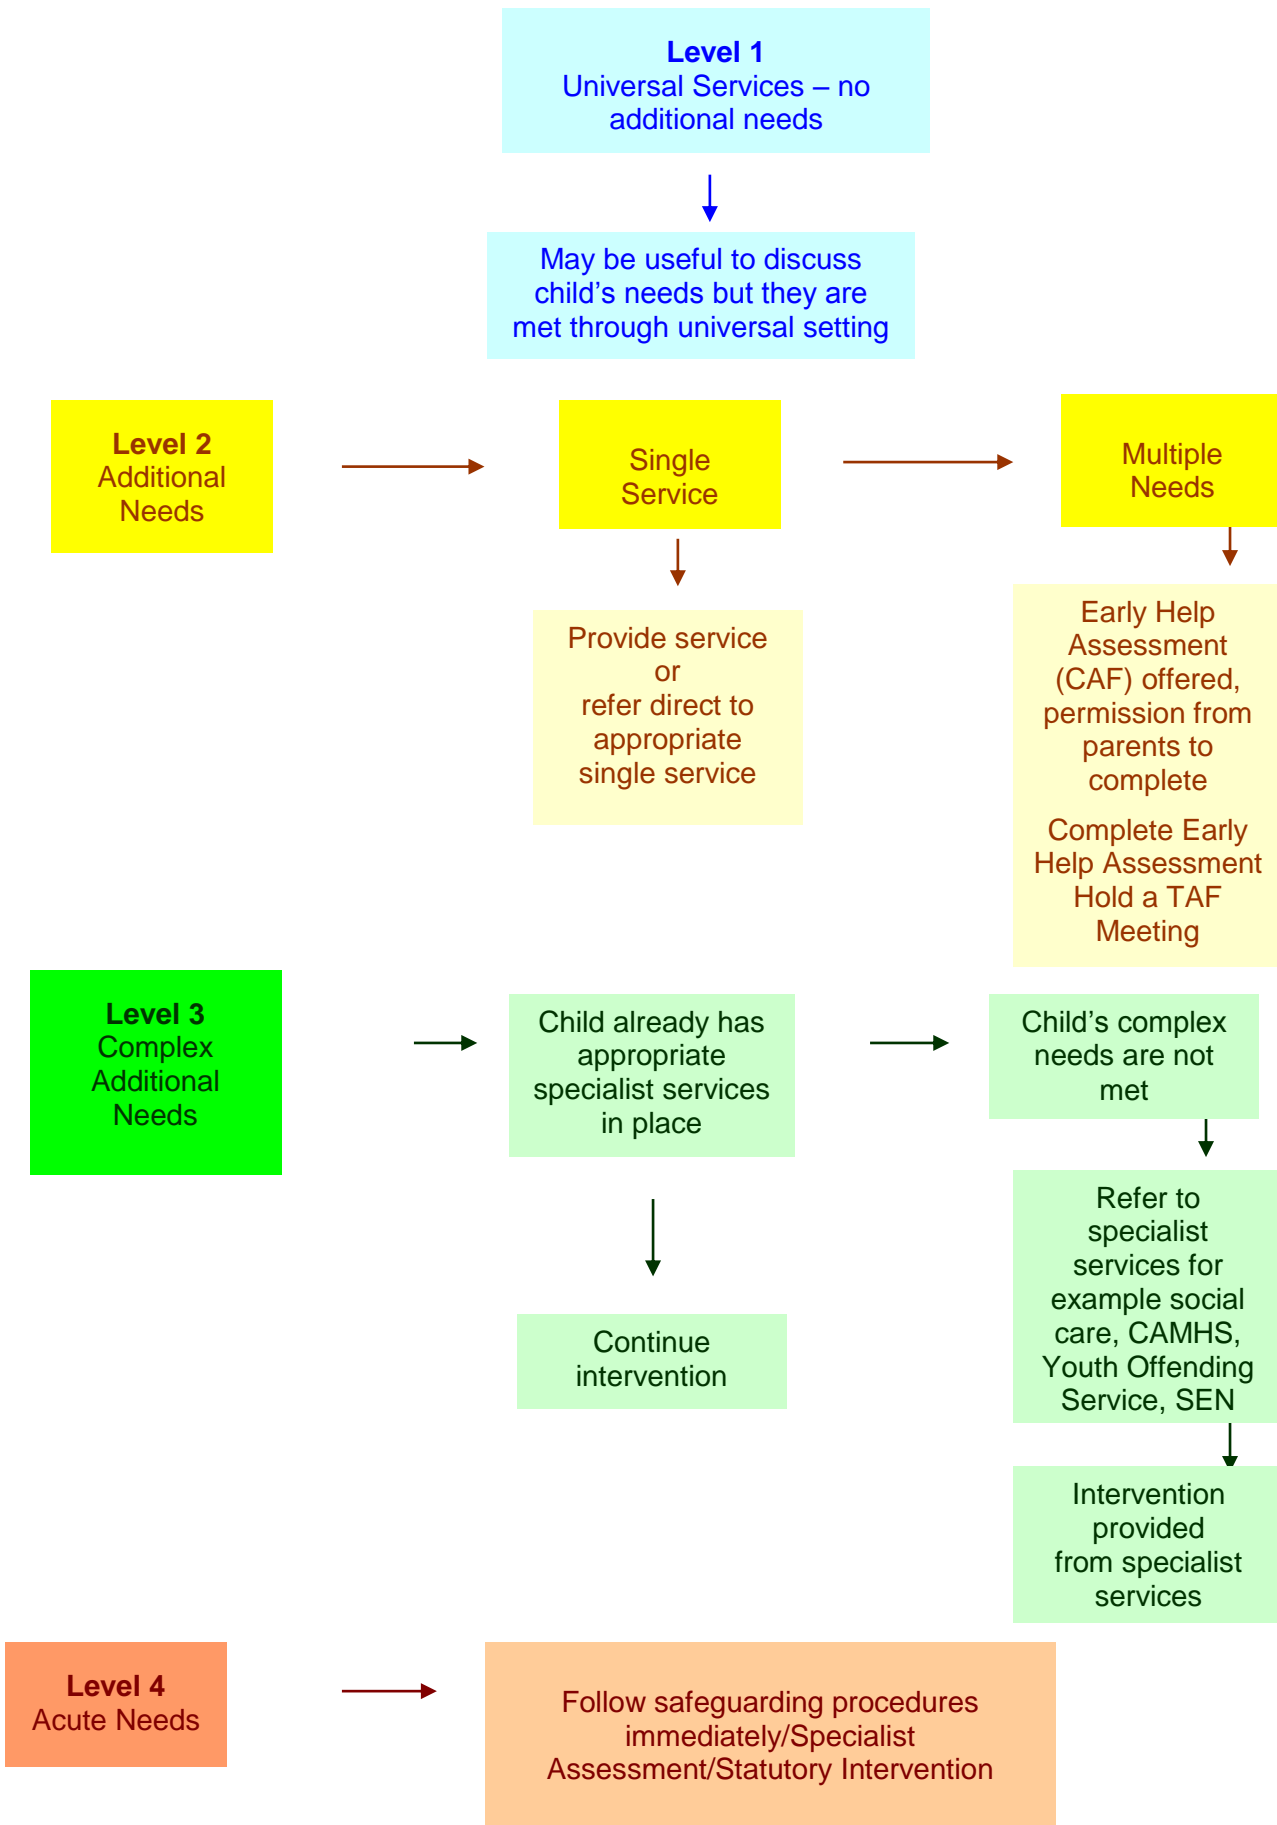 Level 1
Universal Services – no
additional needs
May be useful to discuss
child’s needs but they are
met through universal setting
Level 2
Additional
Needs
Single
Service
Multiple
Needs
Provide service
or
refer direct to
appropriate
single service
Early Help
Assessment
(CAF) offered,
permission from
parents to
complete
Complete Early
Help Assessment
Hold a TAF
Meeting
Level 3
Complex
Additional
Needs
Child already has
appropriate
specialist services
in place
Child’s complex
needs are not
met
Continue
intervention
Refer to
specialist
services for
example social
care, CAMHS,
Youth Offending
Service, SEN
Intervention
provided
from specialist
services
Level 4
Acute Needs
Follow safeguarding procedures
immediately/Specialist
Assessment/Statutory Intervention